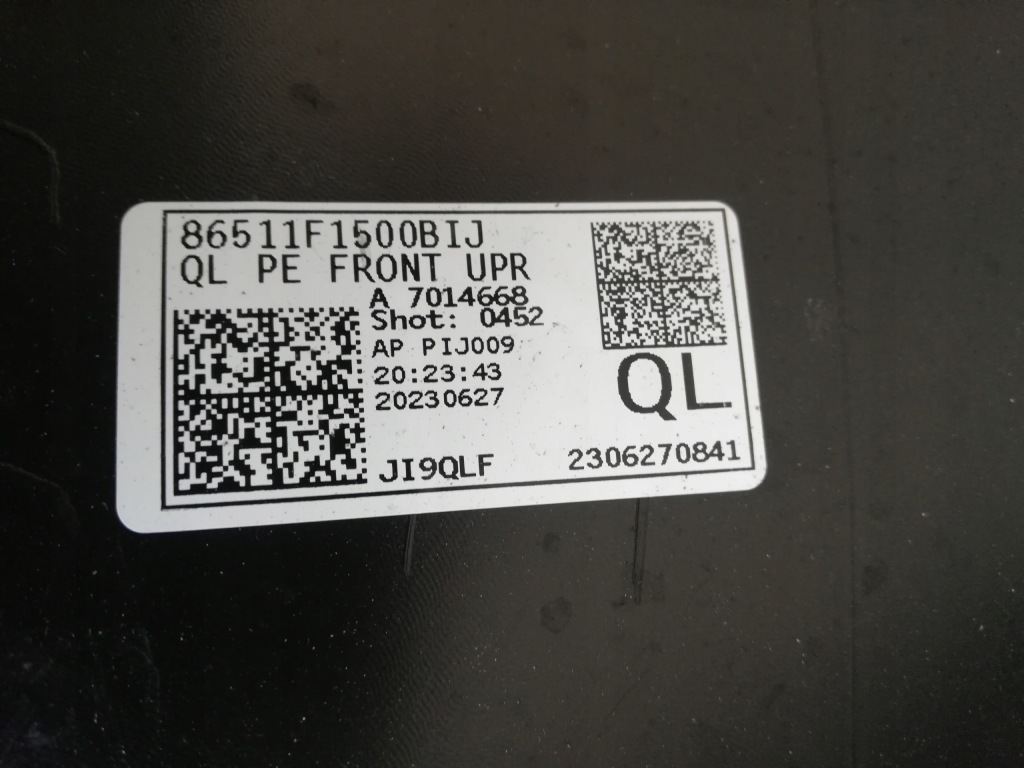 86511F1500BIJ
QL PE FRONT UPR
A 7014668
Shot: 0452
AP PIJ009
20:23:43
20230627
QL
JI9QLF
2306270841